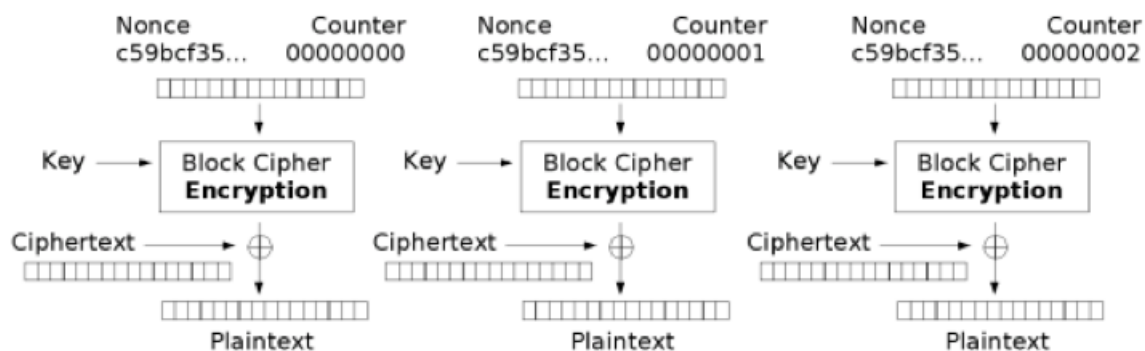 Nonce Counter Nonce Counter Nonce Counter
c59bcf35... 00000000 c59bcf35... 00000001 c59bcf35... 00000002
Key Block Cipher Key Block Cipher Key Block Cipher
Encryption Encryption Encryption
Ciphertext Ciphertext Ciphertext
Plaintext Plaintext Plaintext